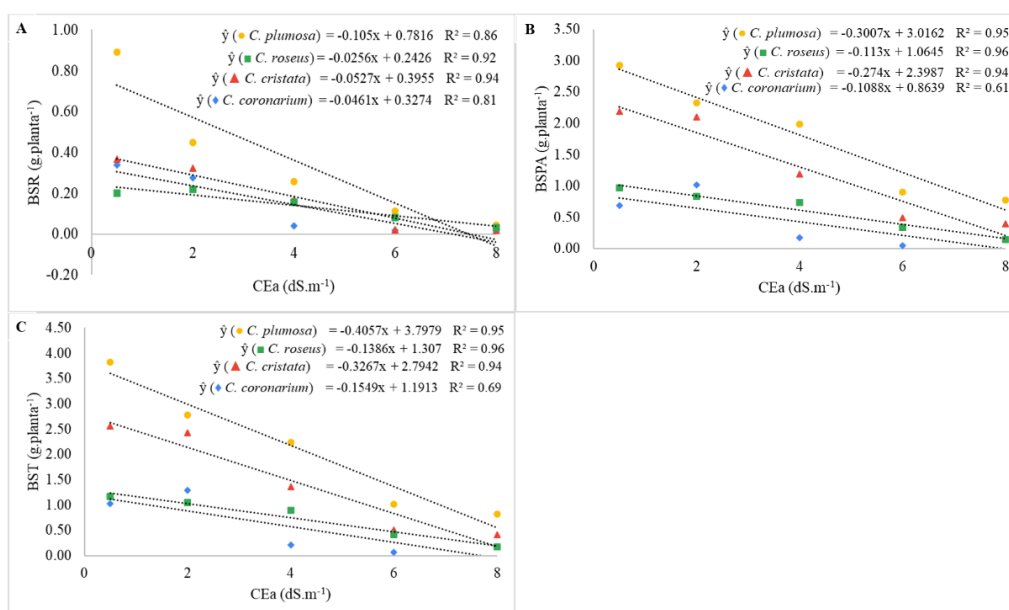 A
ŷ ( C. plumosa) = -0.105x + 0.7816 R² = 0.86
ŷ ( C. roseus) = -0.0256x + 0.2426 R² = 0.92
ŷ ( C. cristata) = -0.0527x + 0.3955 R² = 0.94
ŷ ( C. coronarium) = -0.0461x + 0.3274 R² = 0.81
BSR (g.planta⁻¹)
1.00
0.80
0.60
0.40
0.20
0.00
-0.20
0 2 4 6 8
CEa (dS.m⁻¹)
B
ŷ ( C. plumosa) = -0.3007x + 3.0162 R² = 0.95
ŷ ( C. roseus) = -0.113x + 1.0645 R² = 0.96
ŷ ( C. cristata) = -0.274x + 2.3987 R² = 0.94
ŷ ( C. coronarium) = -0.1088x + 0.8639 R² = 0.61
BSPA (g.planta⁻¹)
3.50
3.00
2.50
2.00
1.50
1.00
0.50
0.00
0 2 4 6 8
CEa (dS.m⁻¹)
C
ŷ ( C. plumosa) = -0.4057x + 3.7979 R² = 0.95
ŷ ( C. roseus) = -0.1386x + 1.307 R² = 0.96
ŷ ( C. cristata) = -0.3267x + 2.7942 R² = 0.94
ŷ ( C. coronarium) = -0.1549x + 1.1913 R² = 0.69
BST (g.planta⁻¹)
4.50
4.00
3.50
3.00
2.50
2.00
1.50
1.00
0.50
0.00
0 2 4 6 8
CEa (dS.m⁻¹)